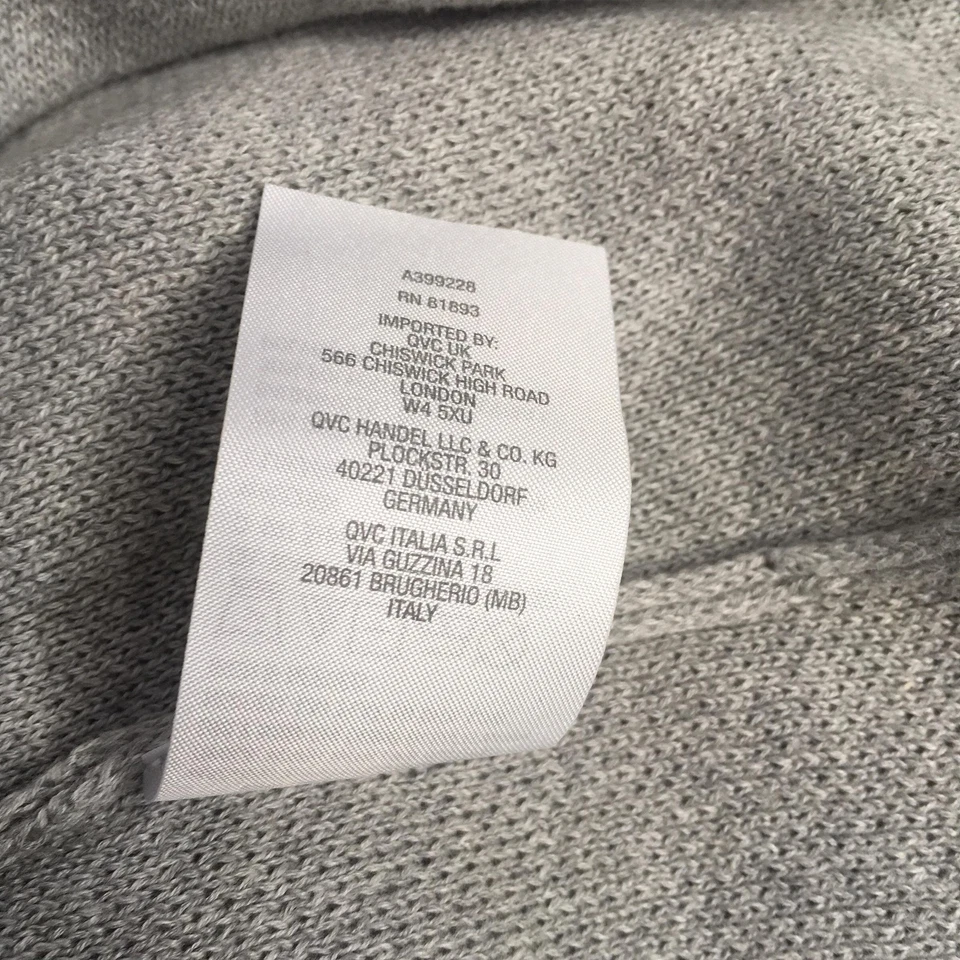 A399228
RN 81893
IMPORTED BY:
QVC UK
CHISWICK PARK
566 CHISWICK HIGH ROAD
LONDON
W4 5XU
QVC HANDEL LLC & CO. KG
PLOCKSTR. 30
40221 DÜSSELDORF
GERMANY
QVC ITALIA S.R.L
VIA GUZZINA 18
20861 BRUGHERIO (MB)
ITALY